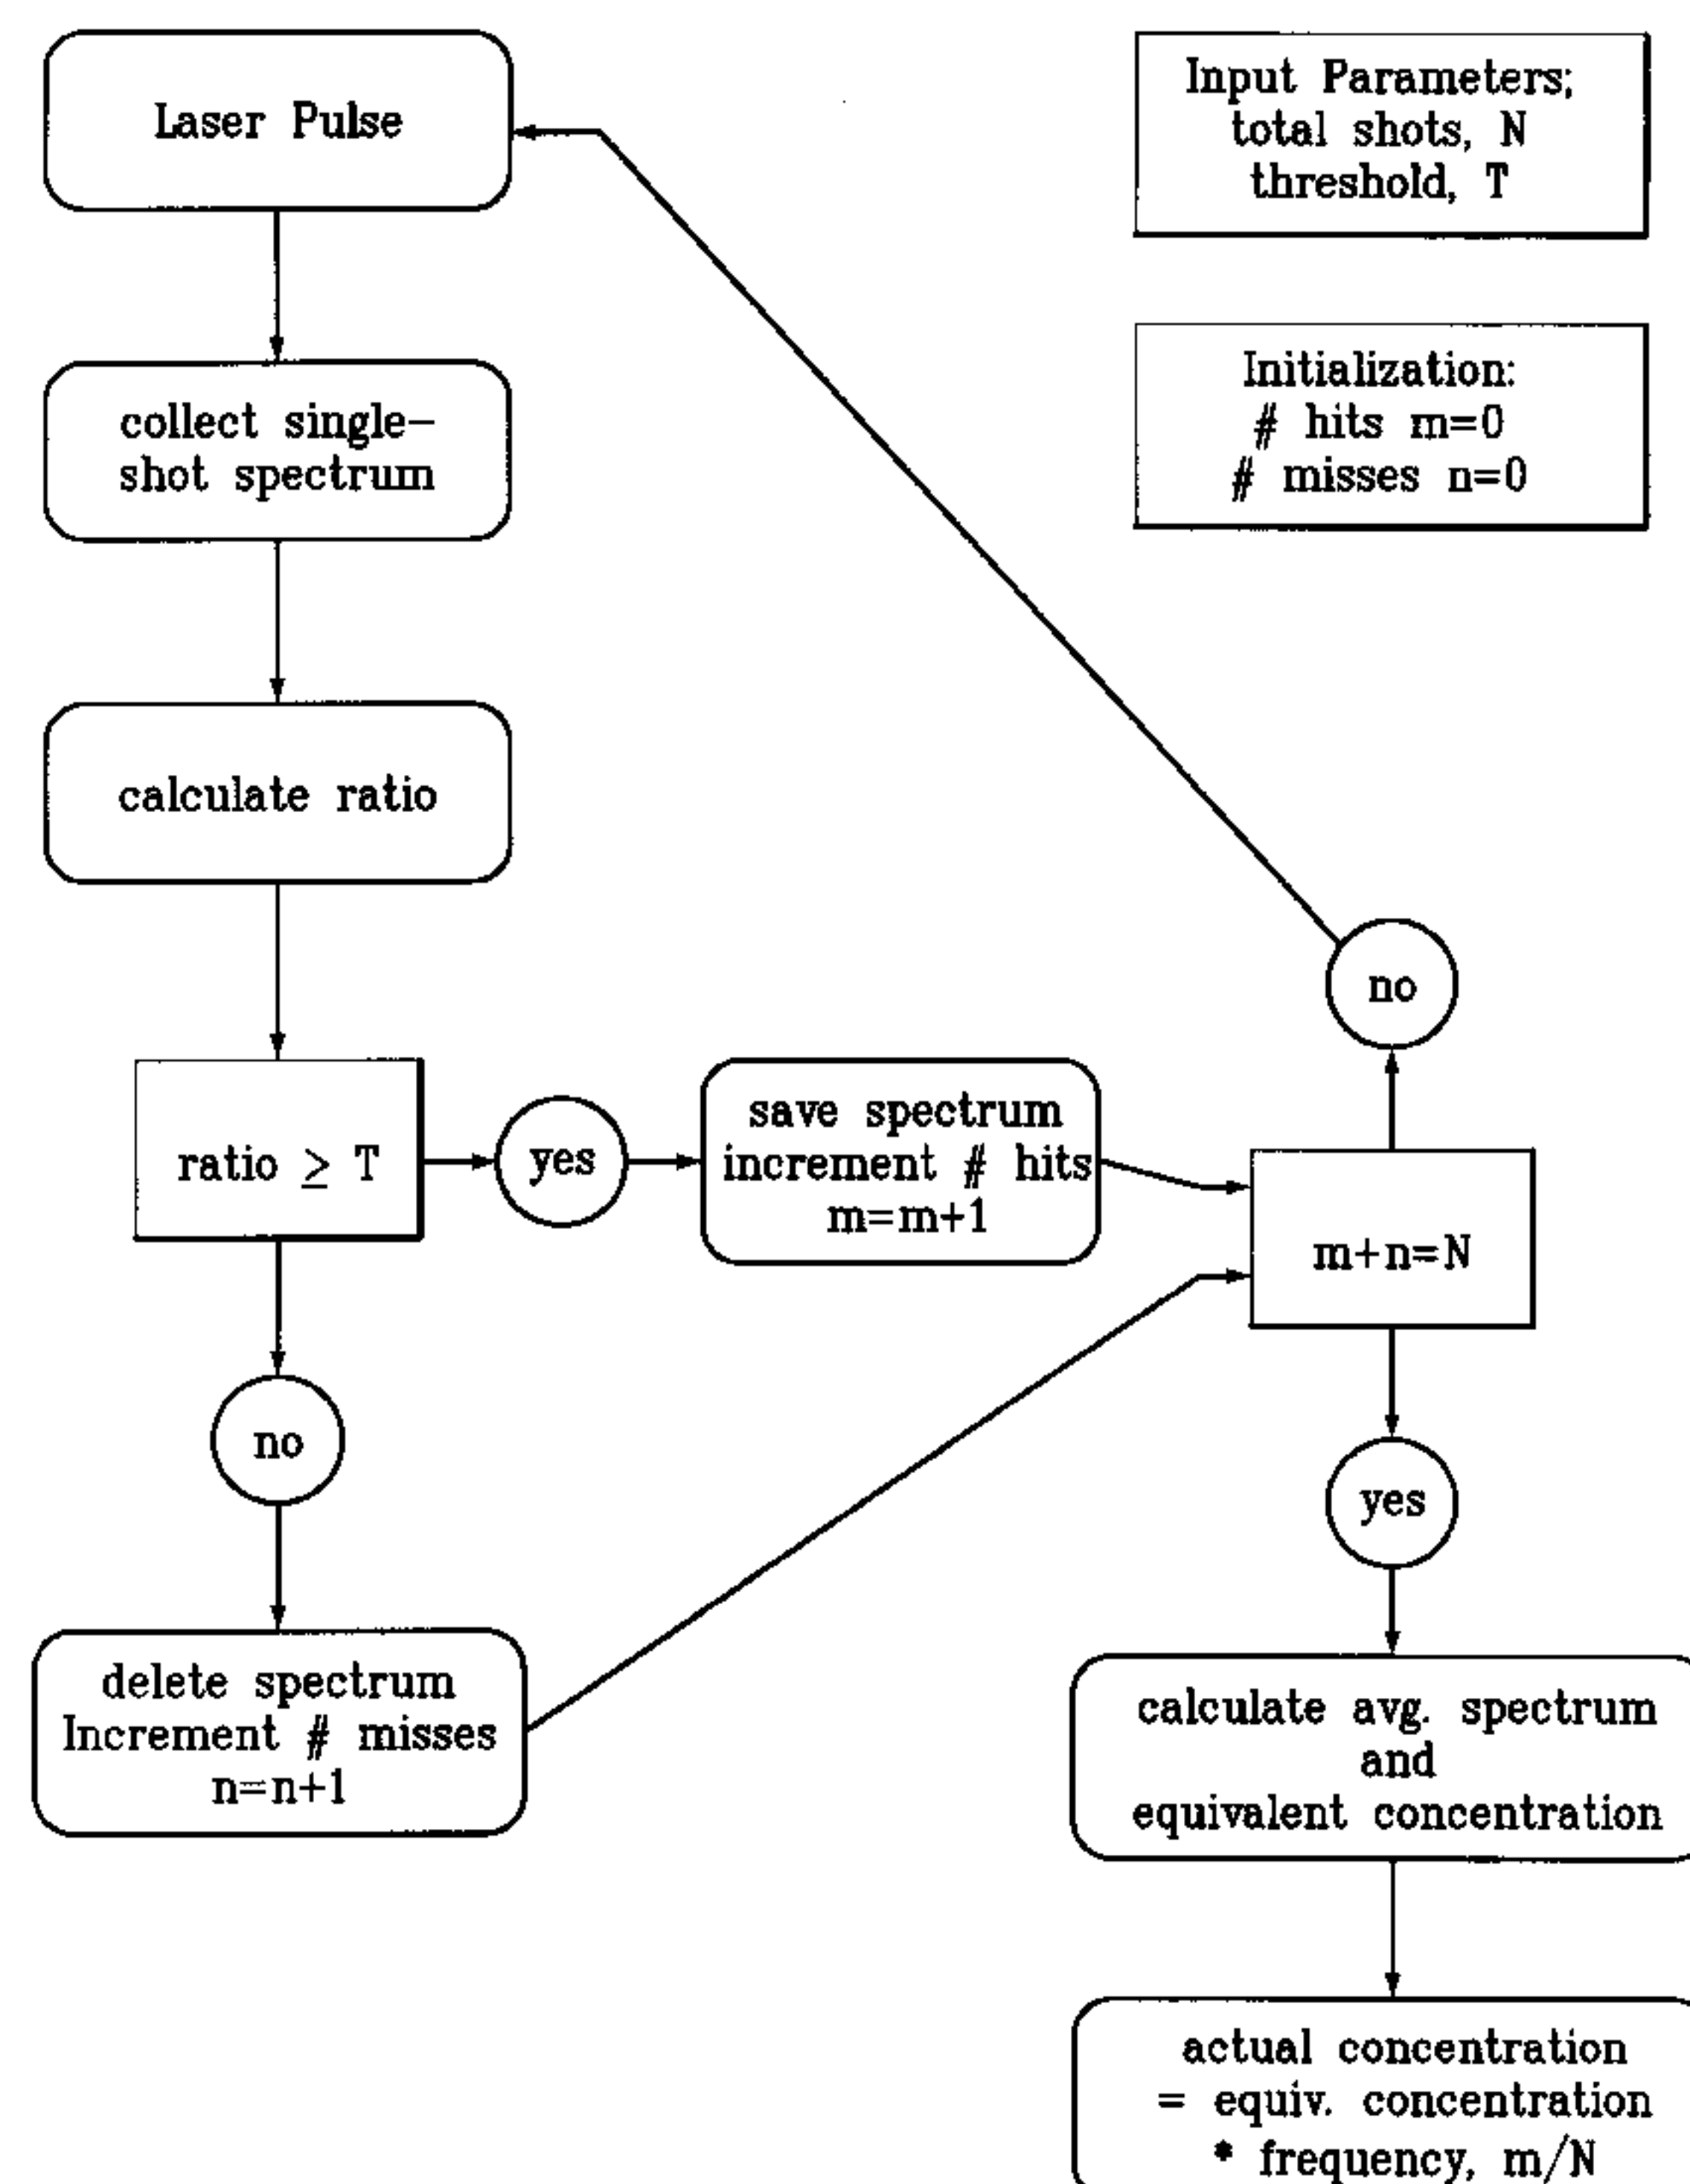 Laser Pulse
Input Parameters;
total shots, N
threshold, T
Initialization:
# hits m=0
# misses n=0
collect single-
shot spectrum
calculate ratio
no
ratio ≥ T
yes
save spectrum
increment # hits
m=m+1
m+n=N
no
yes
delete spectrum
Increment # misses
n=n+1
calculate avg. spectrum
and
equivalent concentration
actual concentration
= equiv. concentration
* frequency, m/N